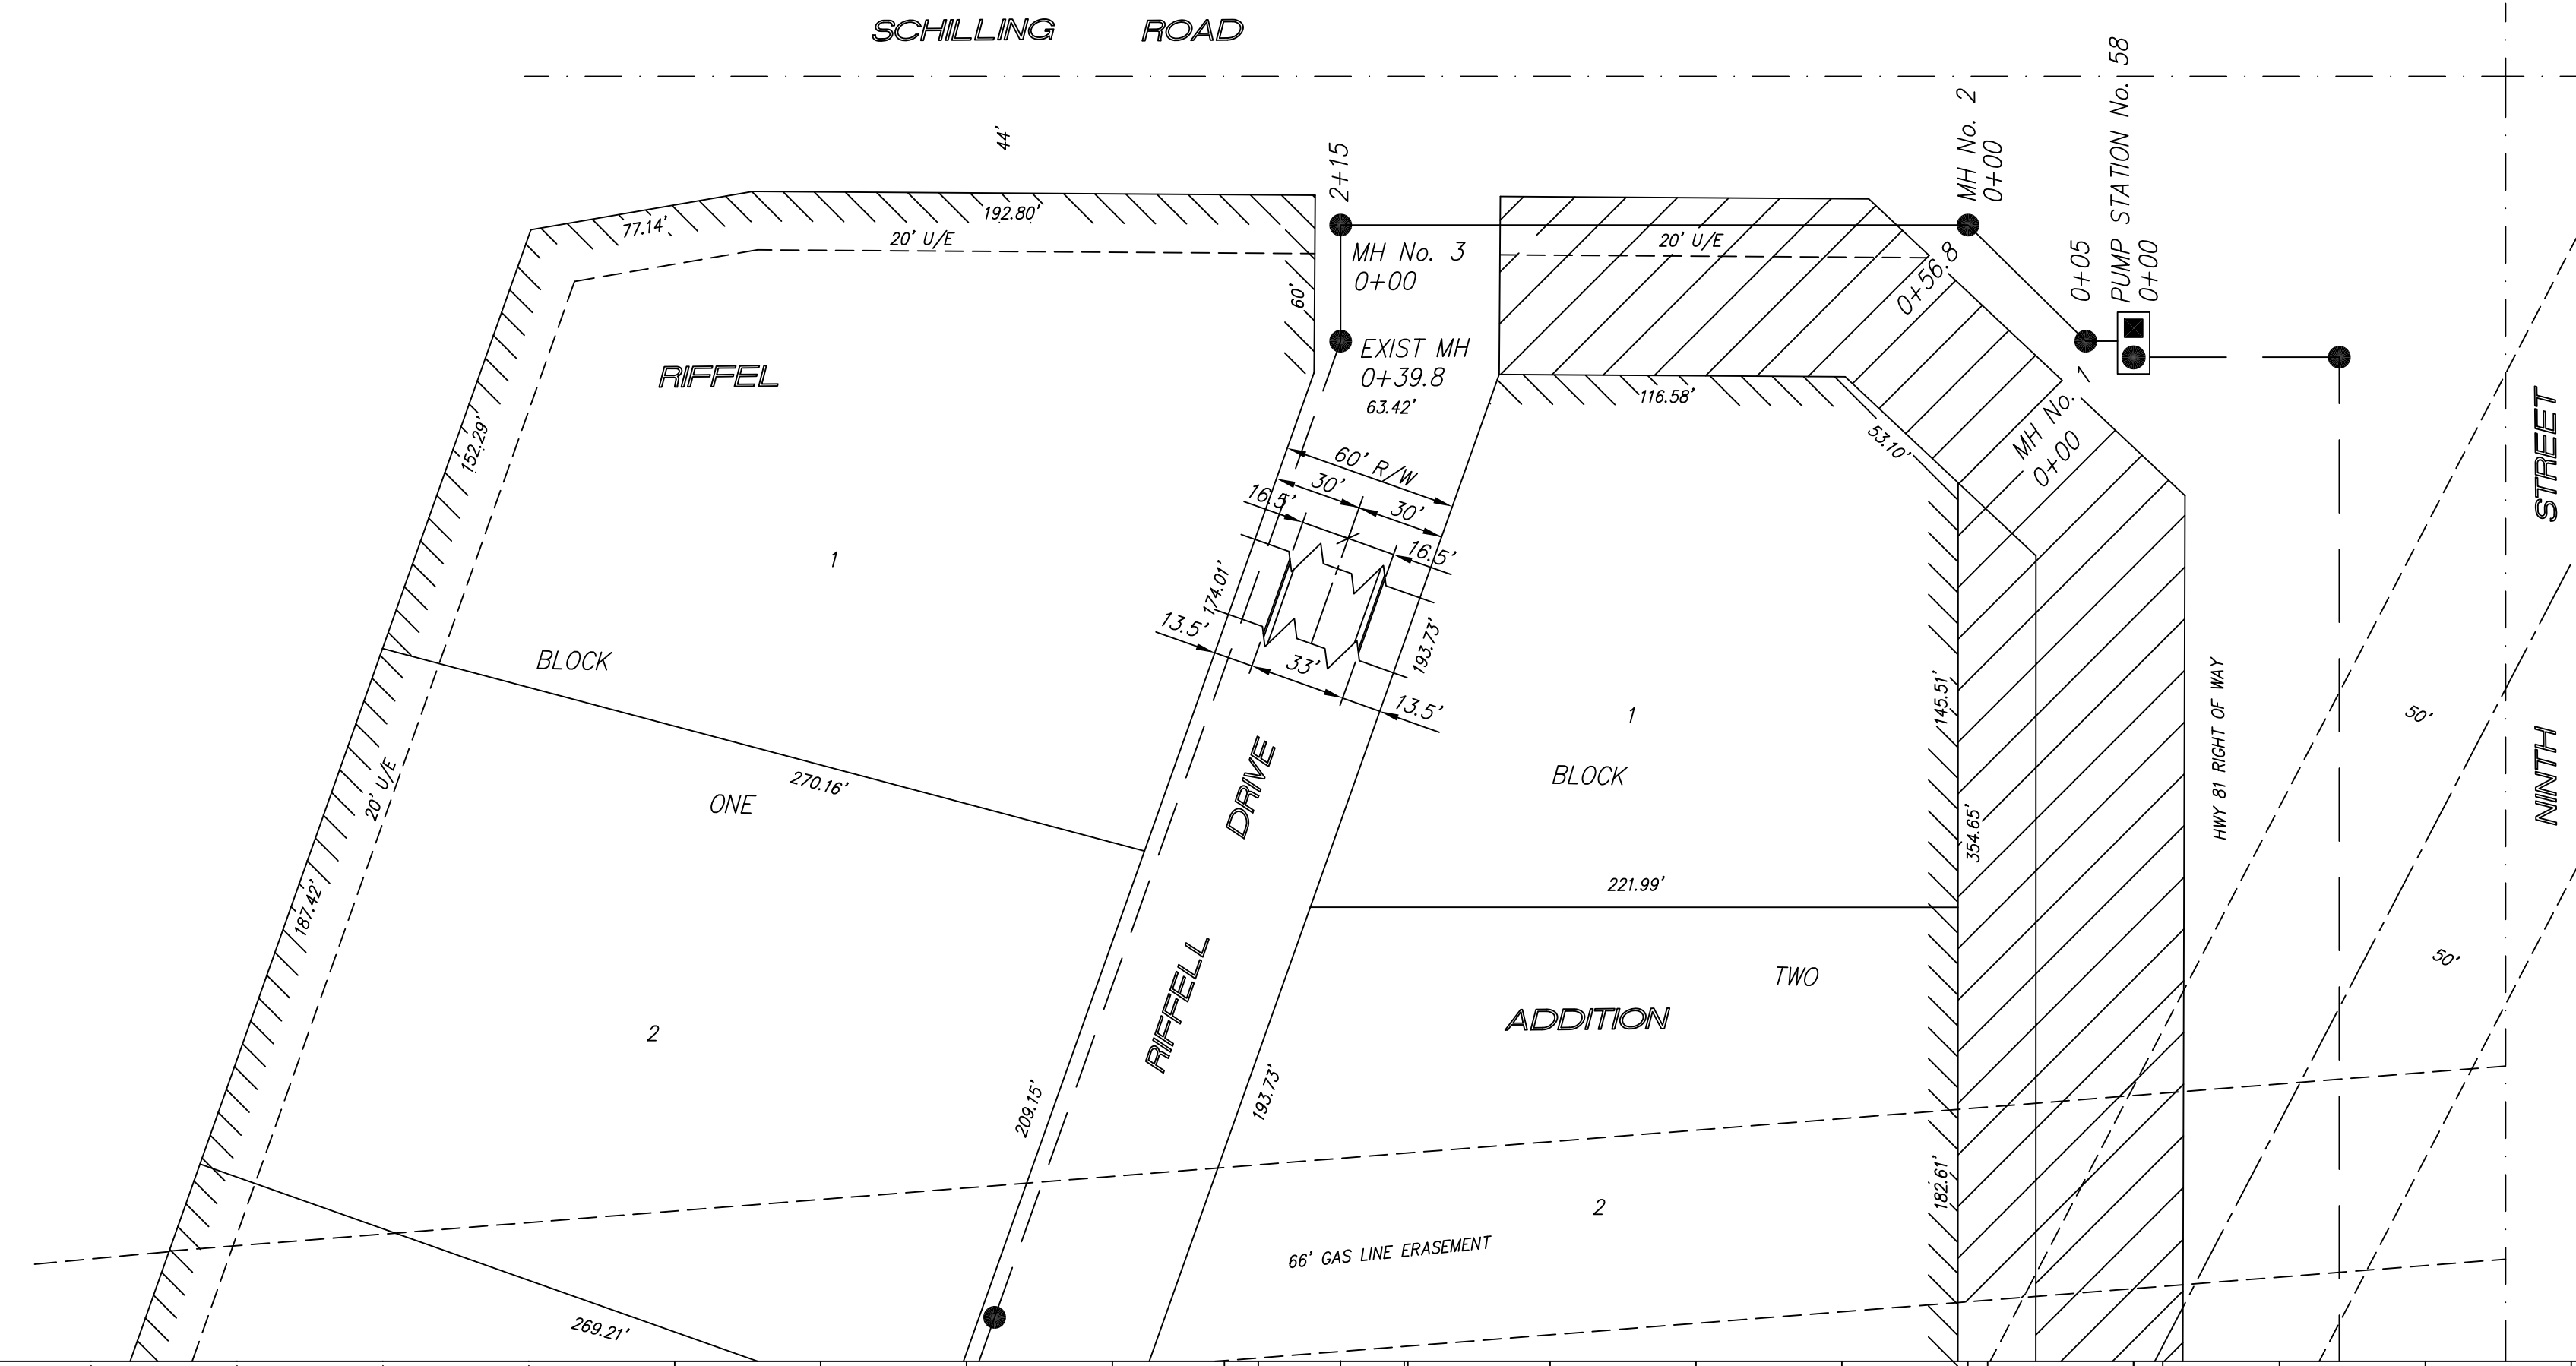 SCHILLING ROAD
44'
2+15
MH No. 2
0+00
PUMP STATION No. 58
0+00
0+05
77.14'
192.80'
20' U/E
20' U/E
MH No. 3
0+00
60'
0+56.8
EXIST MH
0+39.8
63.42'
RIFFEL
116.58'
MH No. 1
0+00
53.10'
152.29'
60' R/W
30'
30'
16.5'
16.5'
STREET
1
174.01'
13.5'
33'
13.5'
193.73'
BLOCK
1
145.51'
HWY 81 RIGHT OF WAY
50'
20' U/E
270.16'
ONE
DRIVE
BLOCK
354.65'
NINTH
187.42'
221.99'
50'
RIFFELL
TWO
2
ADDITION
209.15'
193.73'
182.61'
2
66' GAS LINE ERASEMENT
269.21'